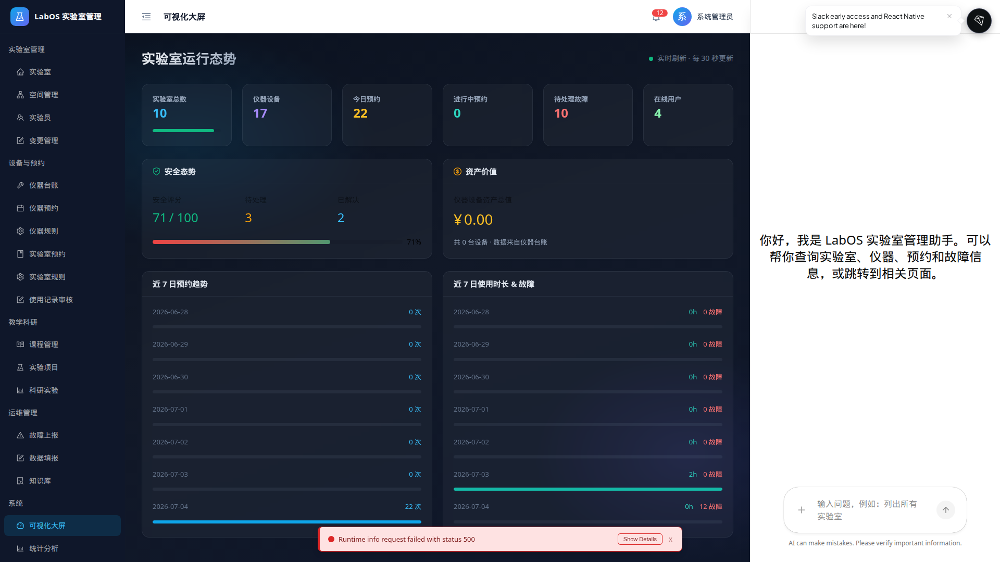 LabOS 实验室管理
实验室管理
实验室
空间管理
实验员
变更管理
设备与预约
仪器台账
仪器预约
仪器规则
实验室预约
实验室规则
使用记录审核
教学科研
课程管理
实验项目
科研实验
运维管理
故障上报
数据填报
知识库
系统
可视化大屏
统计分析
可视化大屏
12
系
系统管理员
实验室运行态势
实时刷新 · 每 30 秒更新
实验室总数
10
仪器设备
17
今日预约
22
进行中预约
0
待处理故障
10
在线用户
4
安全态势
安全评分
71 / 100
待处理
3
已解决
2
71%
资产价值
仪器设备资产总值
¥ 0.00
共 0 台设备 · 数据来自仪器台账
近 7 日预约趋势
2026-06-28 0 次
2026-06-29 0 次
2026-06-30 0 次
2026-07-01 0 次
2026-07-02 0 次
2026-07-03 0 次
2026-07-04 22 次
近 7 日使用时长 & 故障
2026-06-28 0h 0 故障
2026-06-29 0h 0 故障
2026-06-30 0h 0 故障
2026-07-01 0h 0 故障
2026-07-02 0h 0 故障
2026-07-03 2h 0 故障
2026-07-04 0h 12 故障
Runtime info request failed with status 500
Show Details
X
Slack early access and React Native
support are here!
你好，我是 LabOS 实验室管理助手。可以
帮你查询实验室、仪器、预约和故障信
息，或跳转到相关页面。
输入问题，例如：列出所有
实验室
AI can make mistakes. Please verify important information.